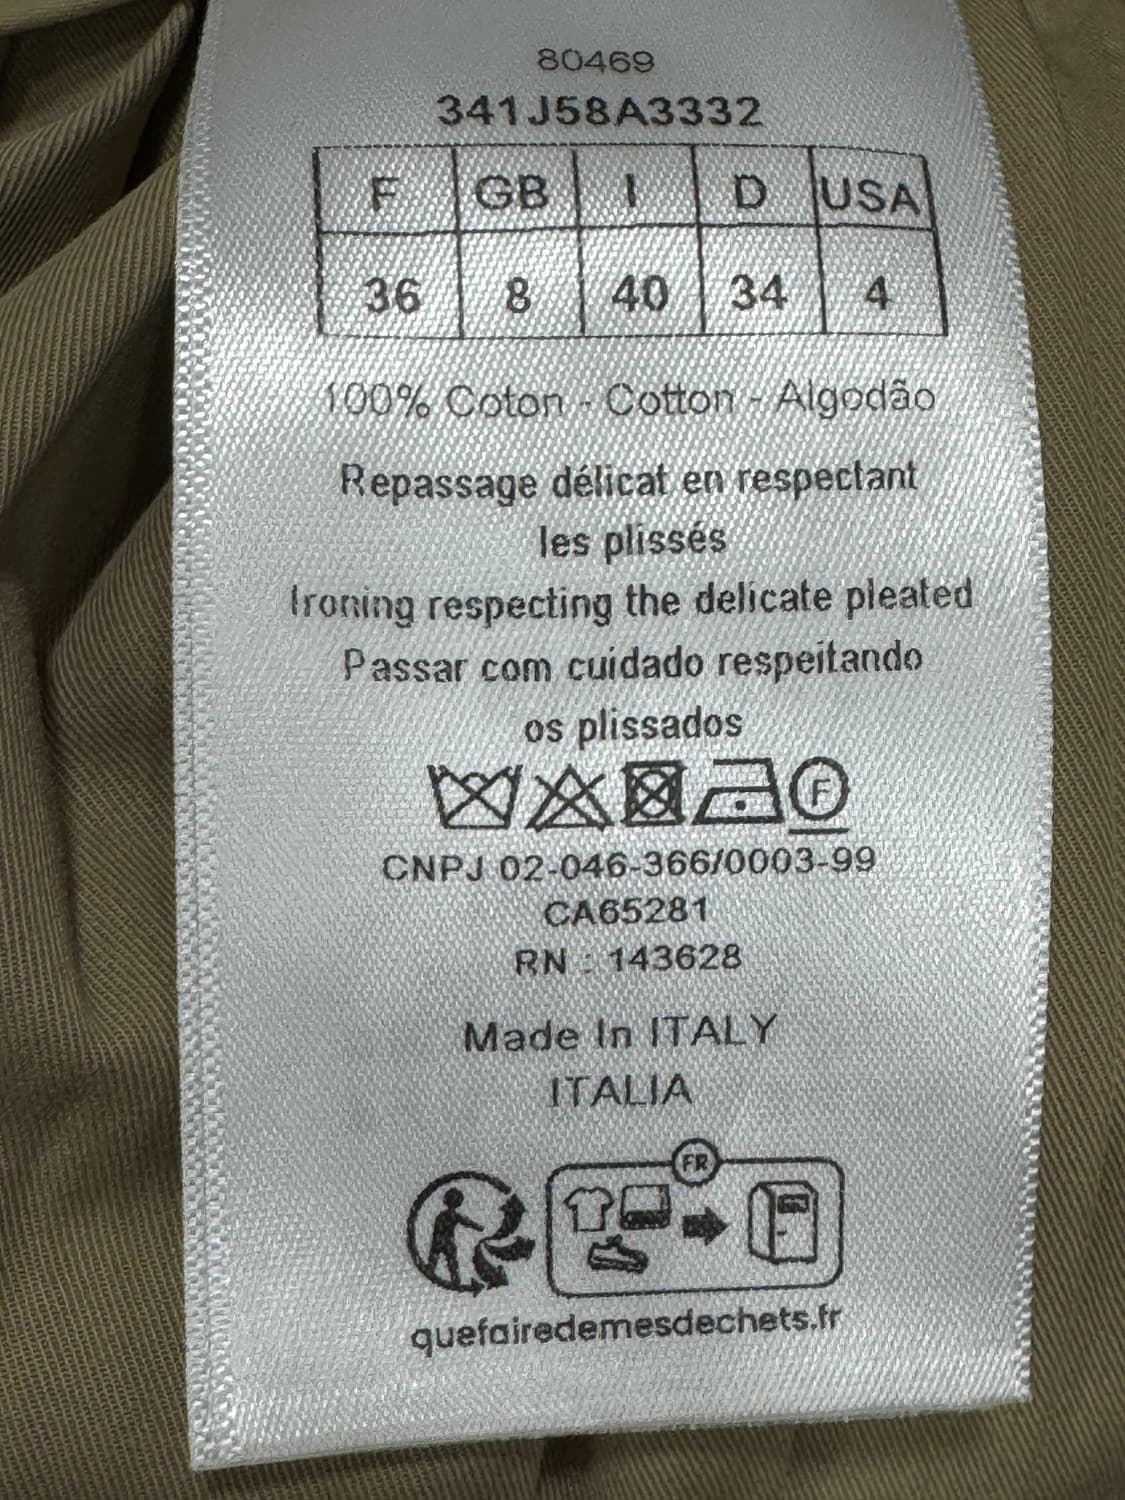 80469
341J58A3332
F GB I D USA
36 8 40 34 4
100% Coton - Cotton - Algodão
Repassage délicat en respectant
les plissés
Ironing respecting the delicate pleated
Passar com cuidado respeitando
os plissados
F
CNPJ 02-046-366/0003-99
CA65281
RN : 143628
Made In ITALY
ITALIA
FR
quefairedemesdechets.fr